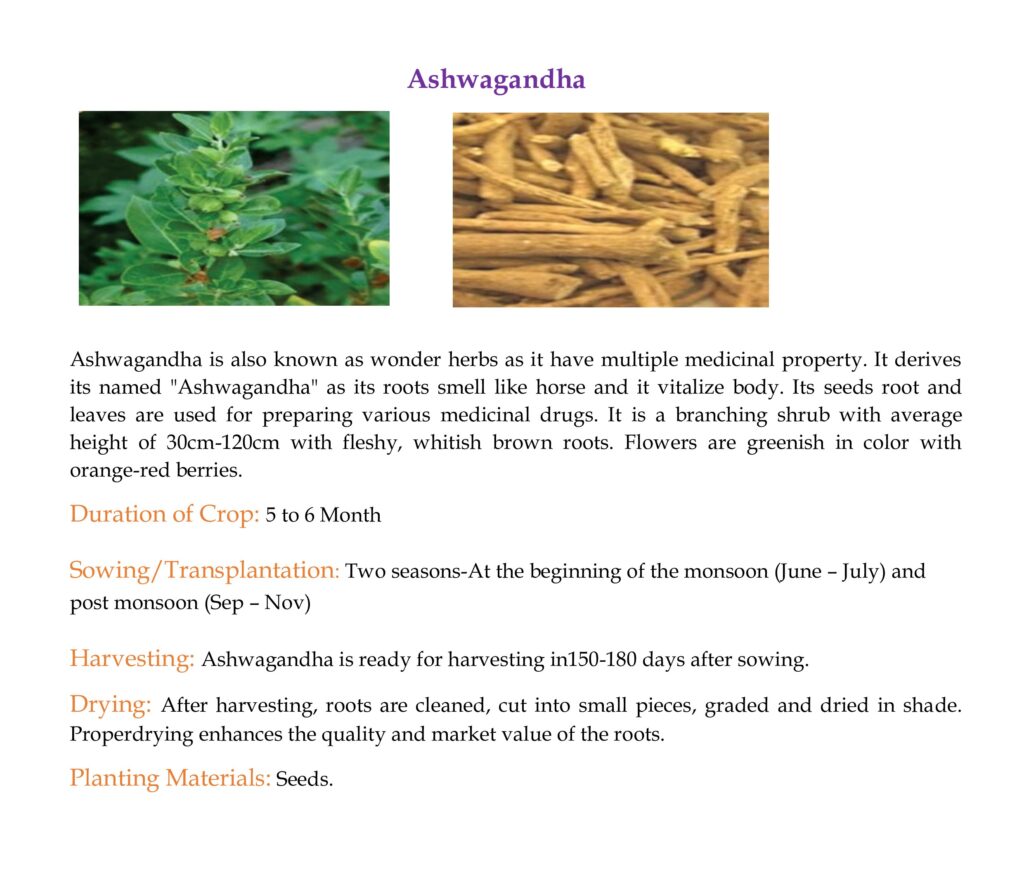 Ashwagandha
Ashwagandha is also known as wonder herbs as it have multiple medicinal property. It derives
its named "Ashwagandha" as its roots smell like horse and it vitalize body. Its seeds root and
leaves are used for preparing various medicinal drugs. It is a branching shrub with average
height of 30cm-120cm with fleshy, whitish brown roots. Flowers are greenish in color with
orange-red berries.
Duration of Crop: 5 to 6 Month
Sowing/Transplantation: Two seasons-At the beginning of the monsoon (June – July) and
post monsoon (Sep – Nov)
Harvesting: Ashwagandha is ready for harvesting in150-180 days after sowing.
Drying: After harvesting, roots are cleaned, cut into small pieces, graded and dried in shade.
Properdrying enhances the quality and market value of the roots.
Planting Materials: Seeds.